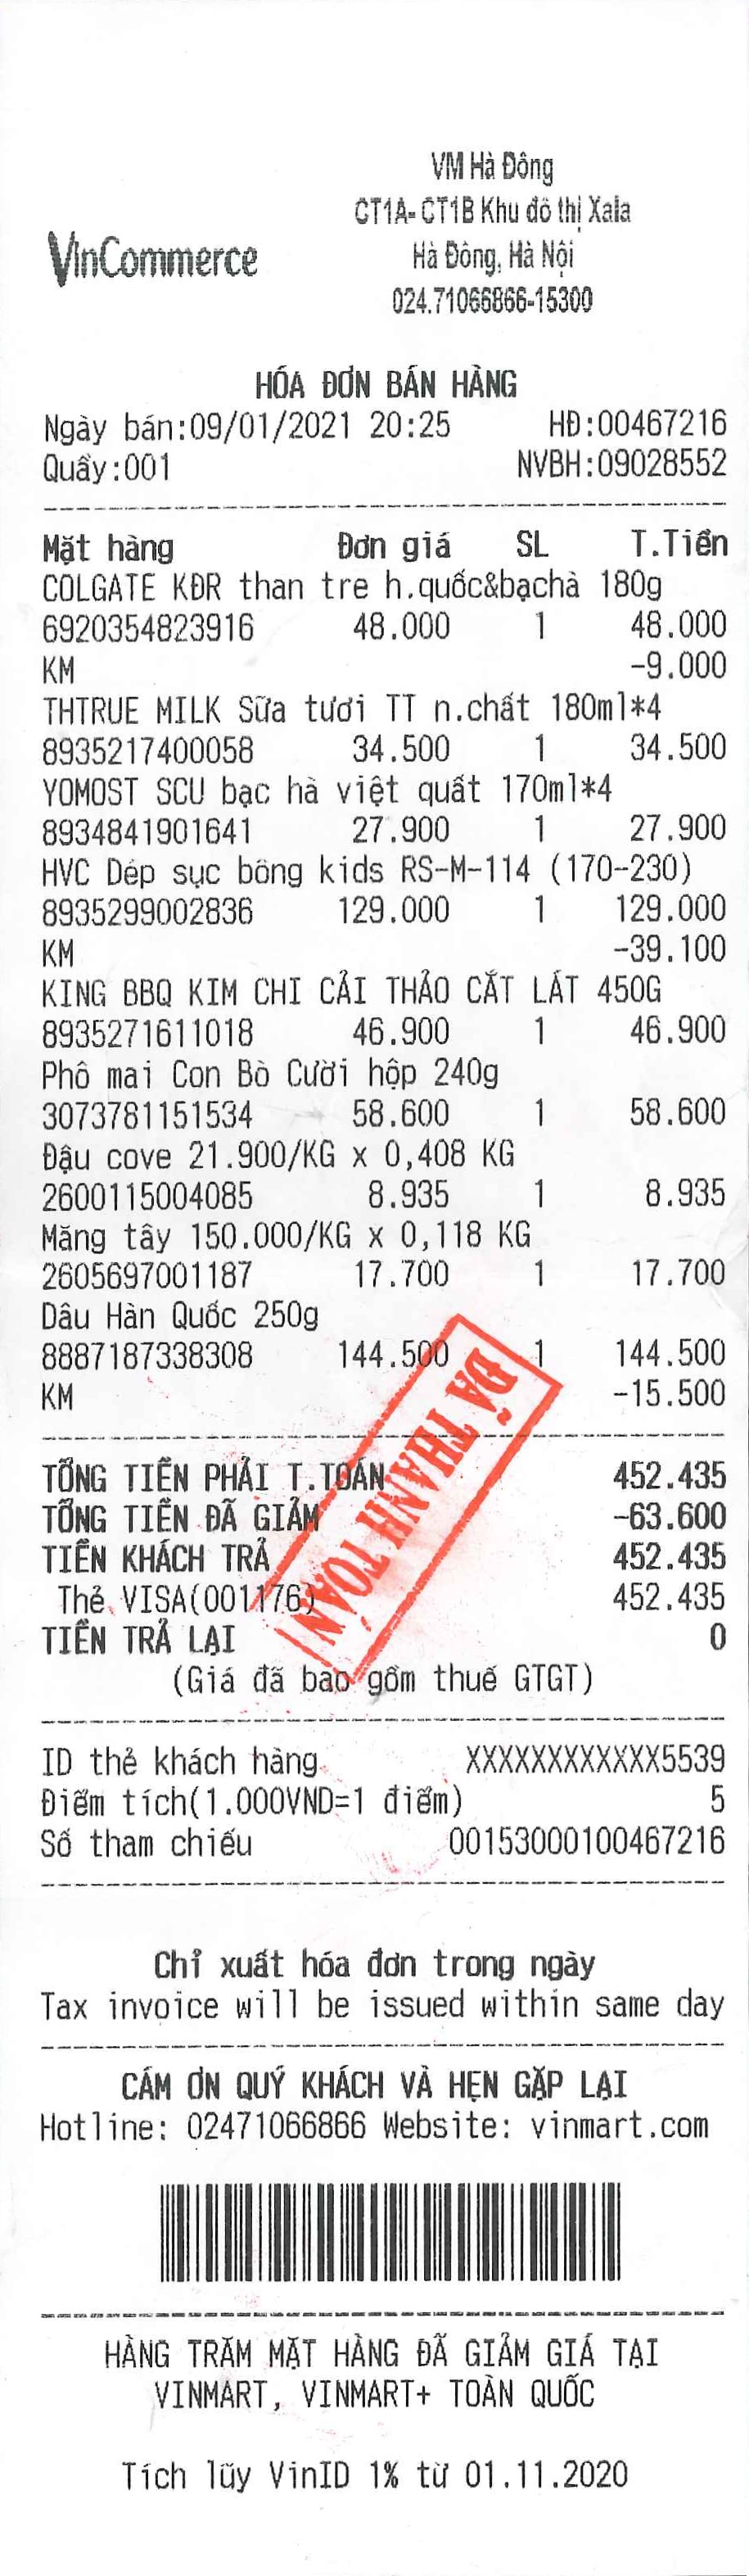 VM Hà Đông
CT1A- CT1B Khu đô thị Xala
VinCommerce
Hà Đông, Hà Nội
024.71066866-15300
HÓA ĐƠN BÁN HÀNG
Ngày bán:09/01/2021 20:25 HĐ:00467216
Quầy:001 NVBH:09028552
Mặt hàng Đơn giá SL T.Tiền
COLGATE KĐR than tre h.quốc&bạchà 180g
6920354823916 48.000 1 48.000
KM -9.000
THTRUE MILK Sữa tươi TT n.chất 180ml*4
8935217400058 34.500 1 34.500
YOMOST SCU bạc hà việt quất 170ml*4
8934841901641 27.900 1 27.900
HVC Dép sục bông kids RS-M-114 (170-230)
8935299002836 129.000 1 129.000
KM -39.100
KING BBQ KIM CHI CẢI THẢO CẮT LÁT 450G
8935271611018 46.900 1 46.900
Phô mai Con Bò Cười hộp 240g
3073781151534 58.600 1 58.600
Đậu cove 21.900/KG x 0,408 KG
2600115004085 8.935 1 8.935
Măng tây 150.000/KG x 0,118 KG
2605697001187 17.700 1 17.700
Dâu Hàn Quốc 250g
8887187338308 144.500 1 144.500
KM -15.500
ĐÃ THANH TOÁN
TỔNG TIỀN PHẢI T.TOÁN 452.435
TỔNG TIỀN ĐÃ GIẢM -63.600
TIỀN KHÁCH TRẢ 452.435
Thẻ VISA(001176) 452.435
TIỀN TRẢ LẠI 0
(Giá đã bao gồm thuế GTGT)
ID thẻ khách hàng XXXXXXXXXXXX5539
Điểm tích(1.000VND=1 điểm) 5
Số tham chiếu 00153000100467216
Chỉ xuất hóa đơn trong ngày
Tax invoice will be issued within same day
CẢM ƠN QUÝ KHÁCH VÀ HẸN GẶP LẠI
Hotline: 02471066866 Website: vinmart.com
HÀNG TRĂM MẶT HÀNG ĐÃ GIẢM GIÁ TẠI
VINMART, VINMART+ TOÀN QUỐC
Tích lũy VinID 1% từ 01.11.2020